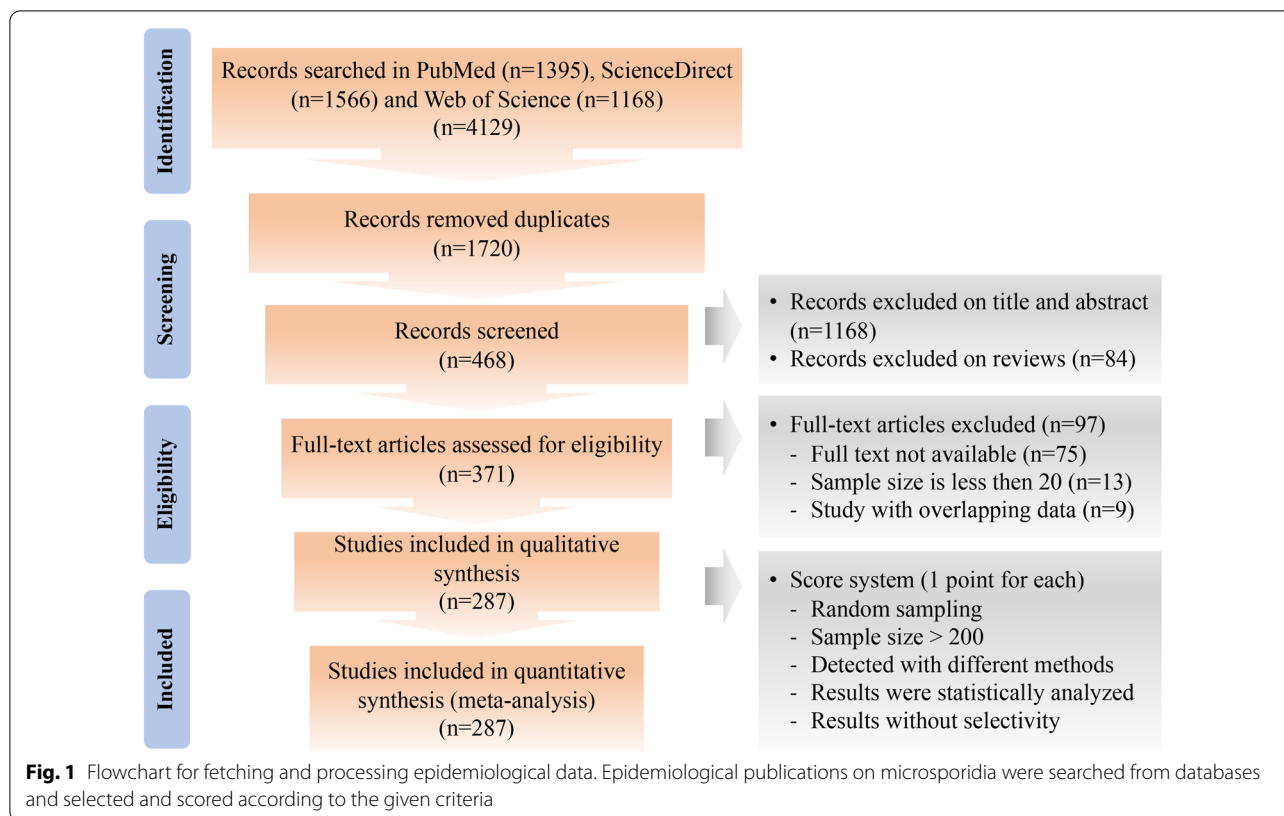 Identification
Records searched in PubMed (n=1395), ScienceDirect
(n=1566) and Web of Science (n=1168)
(n=4129)
Screening
Records removed duplicates
(n=1720)
Records screened
(n=468)
• Records excluded on title and abstract
(n=1168)
• Records excluded on reviews (n=84)
Eligibility
Full-text articles assessed for eligibility
(n=371)
• Full-text articles excluded (n=97)
- Full text not available (n=75)
- Sample size is less then 20 (n=13)
- Study with overlapping data (n=9)
Included
Studies included in qualitative
synthesis
(n=287)
Studies included in quantitative
synthesis (meta-analysis)
(n=287)
• Score system (1 point for each)
- Random sampling
- Sample size > 200
- Detected with different methods
- Results were statistically analyzed
- Results without selectivity
Fig. 1 Flowchart for fetching and processing epidemiological data. Epidemiological publications on microsporidia were searched from databases
and selected and scored according to the given criteria